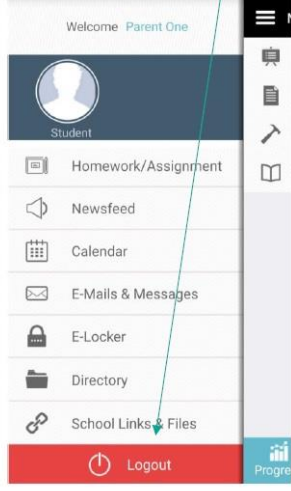 Welcome Parent One
Student
Homework/Assignment
Newsfeed
Calendar
E-Mails & Messages
E-Locker
Directory
School Links & Files
Logout